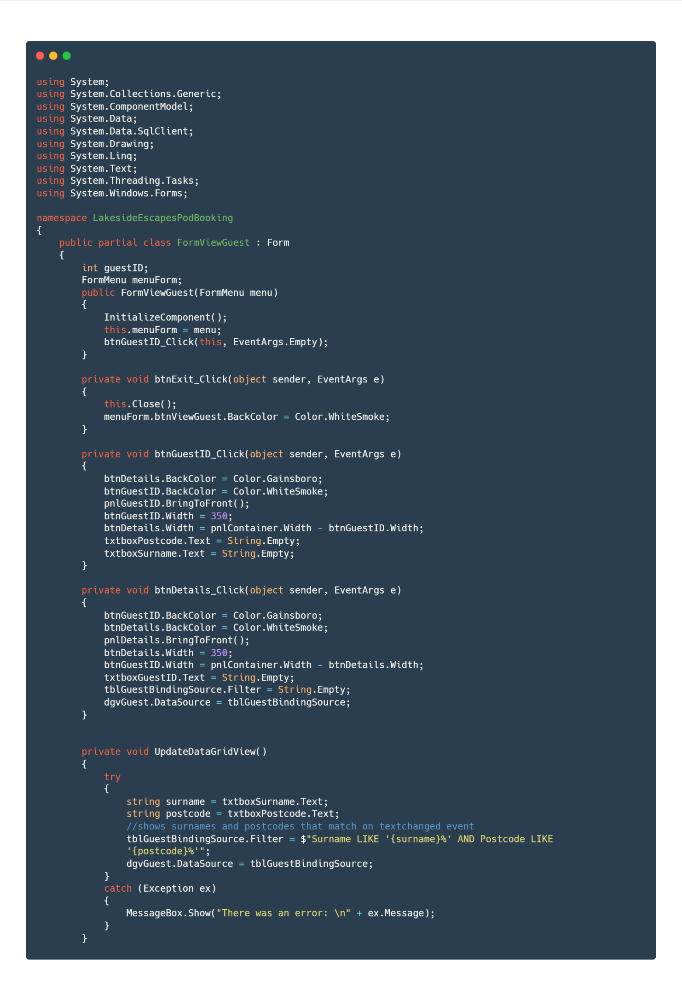 using System;
using System.Collections.Generic;
using System.ComponentModel;
using System.Data;
using System.Data.SqlClient;
using System.Drawing;
using System.Linq;
using System.Text;
using System.Threading.Tasks;
using System.Windows.Forms;

namespace LakesideEscapesPodBooking
{
    public partial class FormViewGuest : Form
    {
        int guestID;
        FormMenu menuForm;
        public FormViewGuest(FormMenu menu)
        {
            InitializeComponent();
            this.menuForm = menu;
            btnGuestID_Click(this, EventArgs.Empty);
        }

        private void btnExit_Click(object sender, EventArgs e)
        {
            this.Close();
            menuForm.btnViewGuest.BackColor = Color.WhiteSmoke;
        }

        private void btnGuestID_Click(object sender, EventArgs e)
        {
            btnDetails.BackColor = Color.Gainsboro;
            btnGuestID.BackColor = Color.WhiteSmoke;
            pnlGuestID.BringToFront();
            btnGuestID.Width = 350;
            btnDetails.Width = pnlContainer.Width - btnGuestID.Width;
            txtboxPostcode.Text = String.Empty;
            txtboxSurname.Text = String.Empty;
        }

        private void btnDetails_Click(object sender, EventArgs e)
        {
            btnGuestID.BackColor = Color.Gainsboro;
            btnDetails.BackColor = Color.WhiteSmoke;
            pnlDetails.BringToFront();
            btnDetails.Width = 350;
            btnGuestID.Width = pnlContainer.Width - btnDetails.Width;
            txtboxGuestID.Text = String.Empty;
            tblGuestBindingSource.Filter = String.Empty;
            dgvGuest.DataSource = tblGuestBindingSource;
        }


        private void UpdateDataGridView()
        {
            try
            {
                string surname = txtboxSurname.Text;
                string postcode = txtboxPostcode.Text;
                //shows surnames and postcodes that match on textchanged event
                tblGuestBindingSource.Filter = $"Surname LIKE '{surname}%' AND Postcode LIKE
                '{postcode}%'";
                dgvGuest.DataSource = tblGuestBindingSource;
            }
            catch (Exception ex)
            {
                MessageBox.Show("There was an error: \n" + ex.Message);
            }
        }